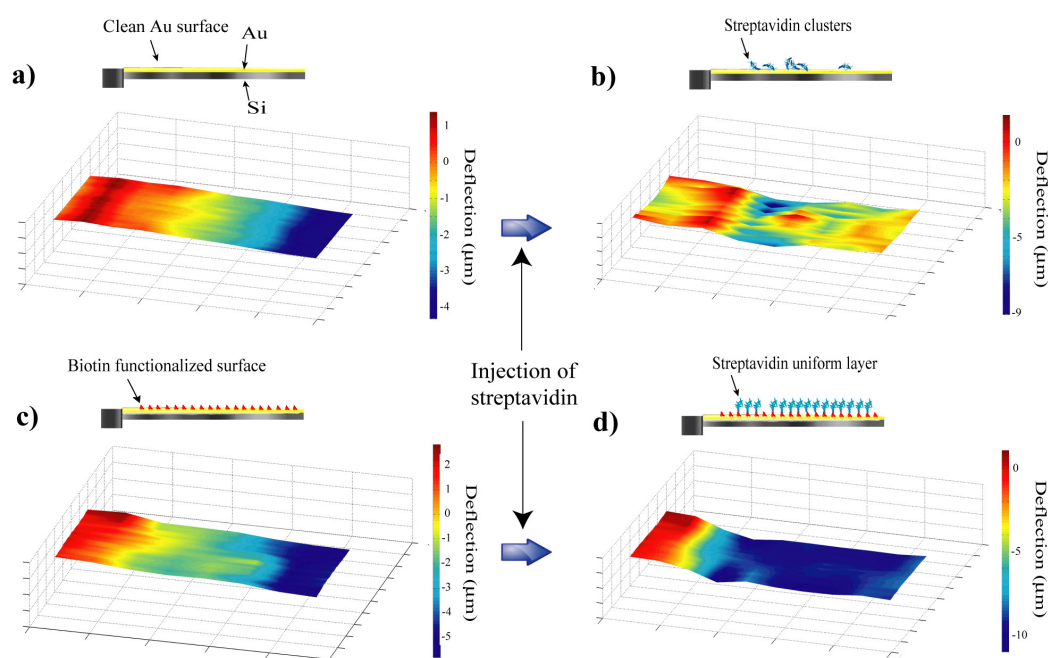 Clean Au surface
Au
a)
Si
1
0
-1
-2
-3
-4
Deflection (μm)
Streptavidin clusters
b)
0
-5
-9
Deflection (μm)
Injection of
streptavidin
Biotin functionalized surface
c)
2
1
0
-1
-2
-3
-4
-5
Deflection (μm)
Streptavidin uniform layer
d)
0
-5
-10
Deflection (μm)